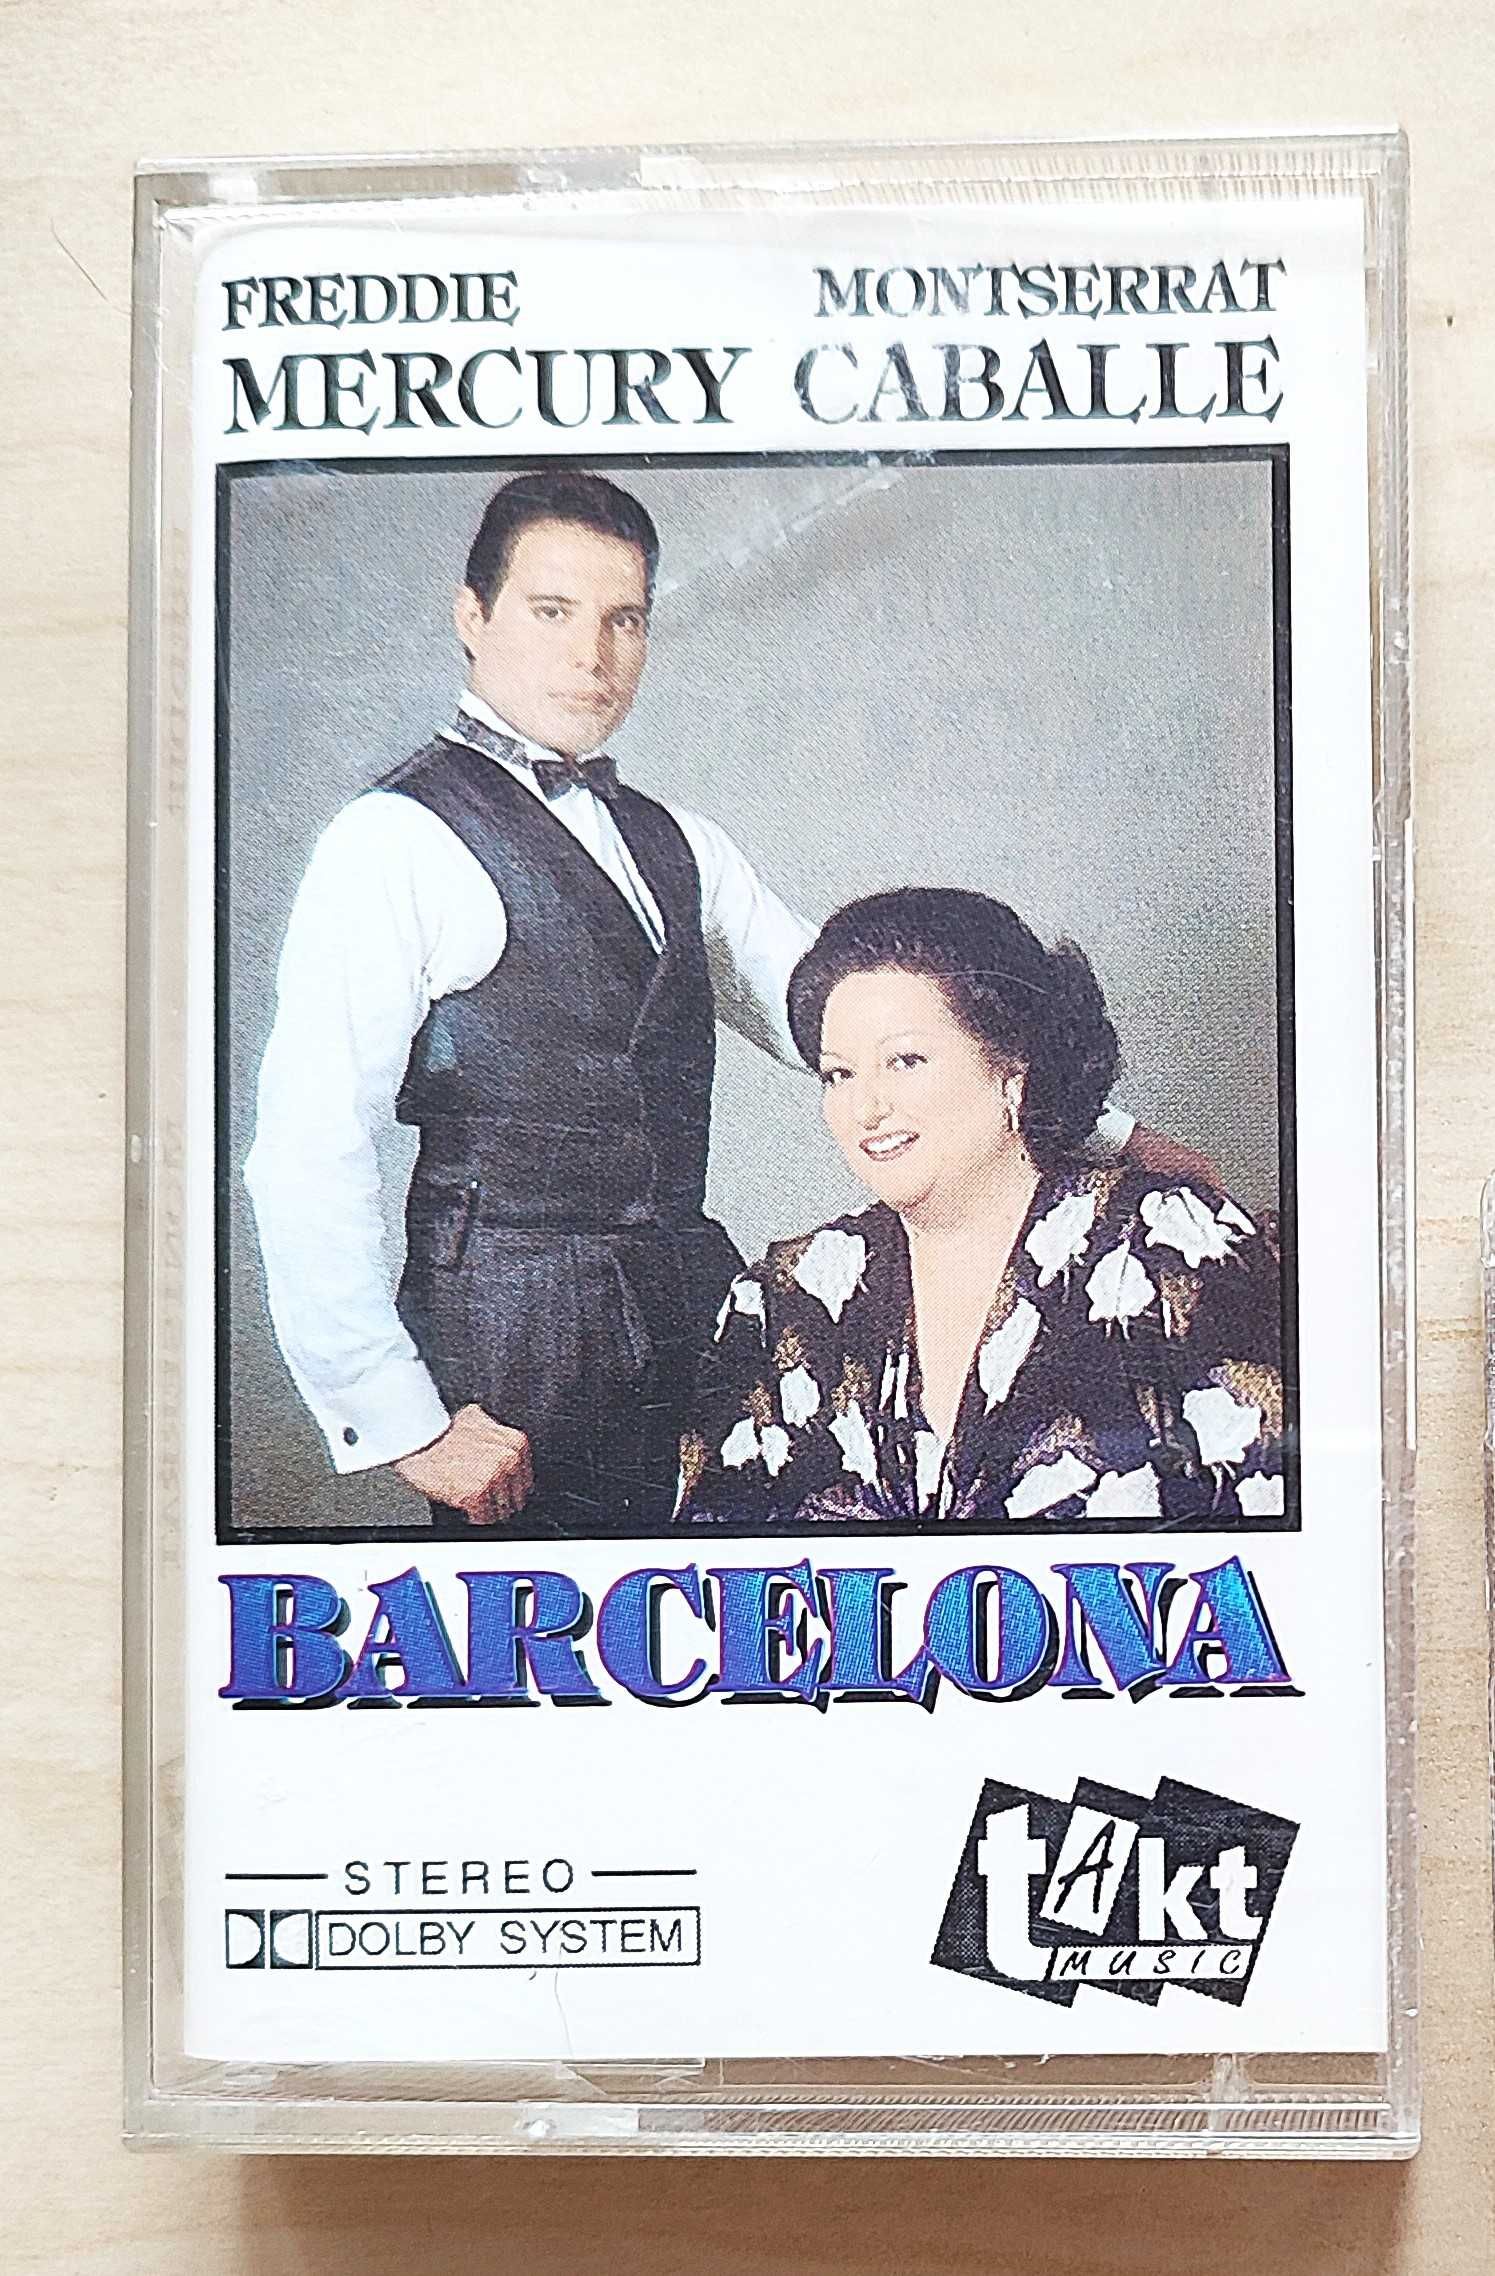 FREDDIE MONTSERRAT
MERCURY CABALLE
BARCELONA
STEREO
DOLBY SYSTEM
takt
MUSIC